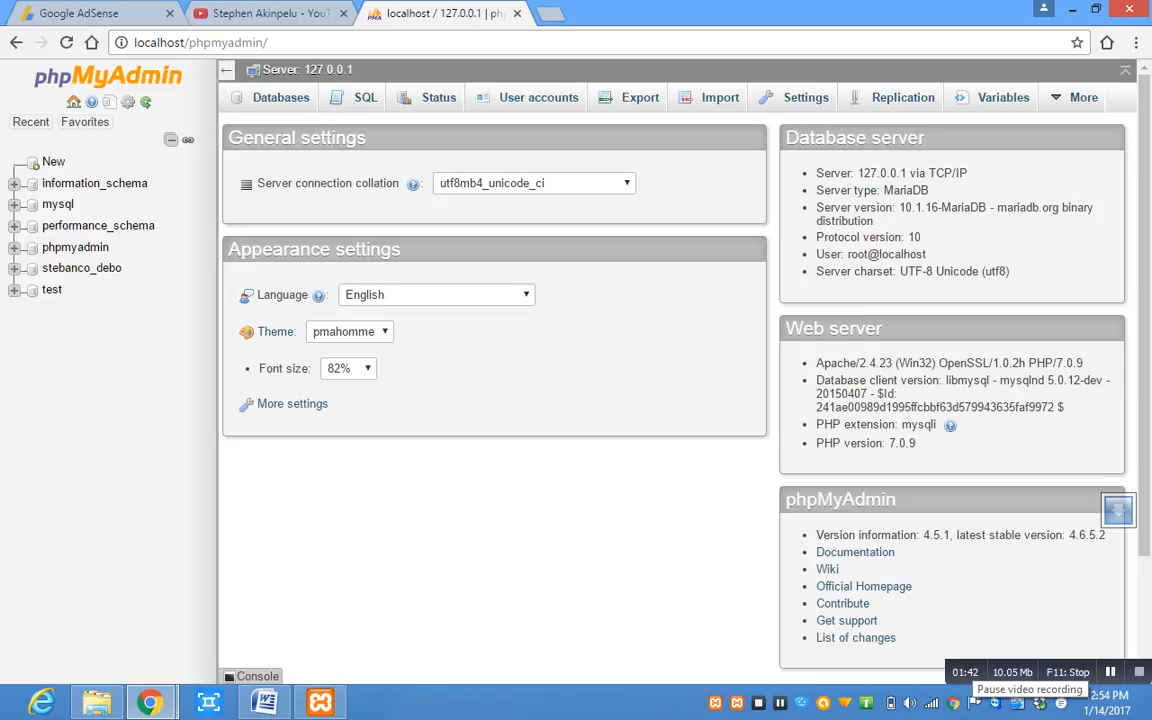 Google AdSense
Stephen Akinpelu - YouT
localhost / 127.0.0.1 | ph
localhost/phpmyadmin/
phpMyAdmin
Recent Favorites
New
information_schema
mysql
performance_schema
phpmyadmin
stebanco_debo
test
Server: 127.0.0.1
Databases SQL Status User accounts Export Import Settings Replication Variables More
General settings
Server connection collation : utf8mb4_unicode_ci
Appearance settings
Language : English
Theme: pmahomme
Font size: 82%
More settings
Database server
Server: 127.0.0.1 via TCP/IP
Server type: MariaDB
Server version: 10.1.16-MariaDB - mariadb.org binary
distribution
Protocol version: 10
User: root@localhost
Server charset: UTF-8 Unicode (utf8)
Web server
Apache/2.4.23 (Win32) OpenSSL/1.0.2h PHP/7.0.9
Database client version: libmysql - mysqlnd 5.0.12-dev -
20150407 - $Id:
241ae00989d1995ffcbbf63d579943635faf9972 $
PHP extension: mysqli
PHP version: 7.0.9
phpMyAdmin
Version information: 4.5.1, latest stable version: 4.6.5.2
Documentation
Wiki
Official Homepage
Contribute
Get support
List of changes
Console
01:42 10.05 Mb F11: Stop
Pause video recording
2:54 PM
1/14/2017